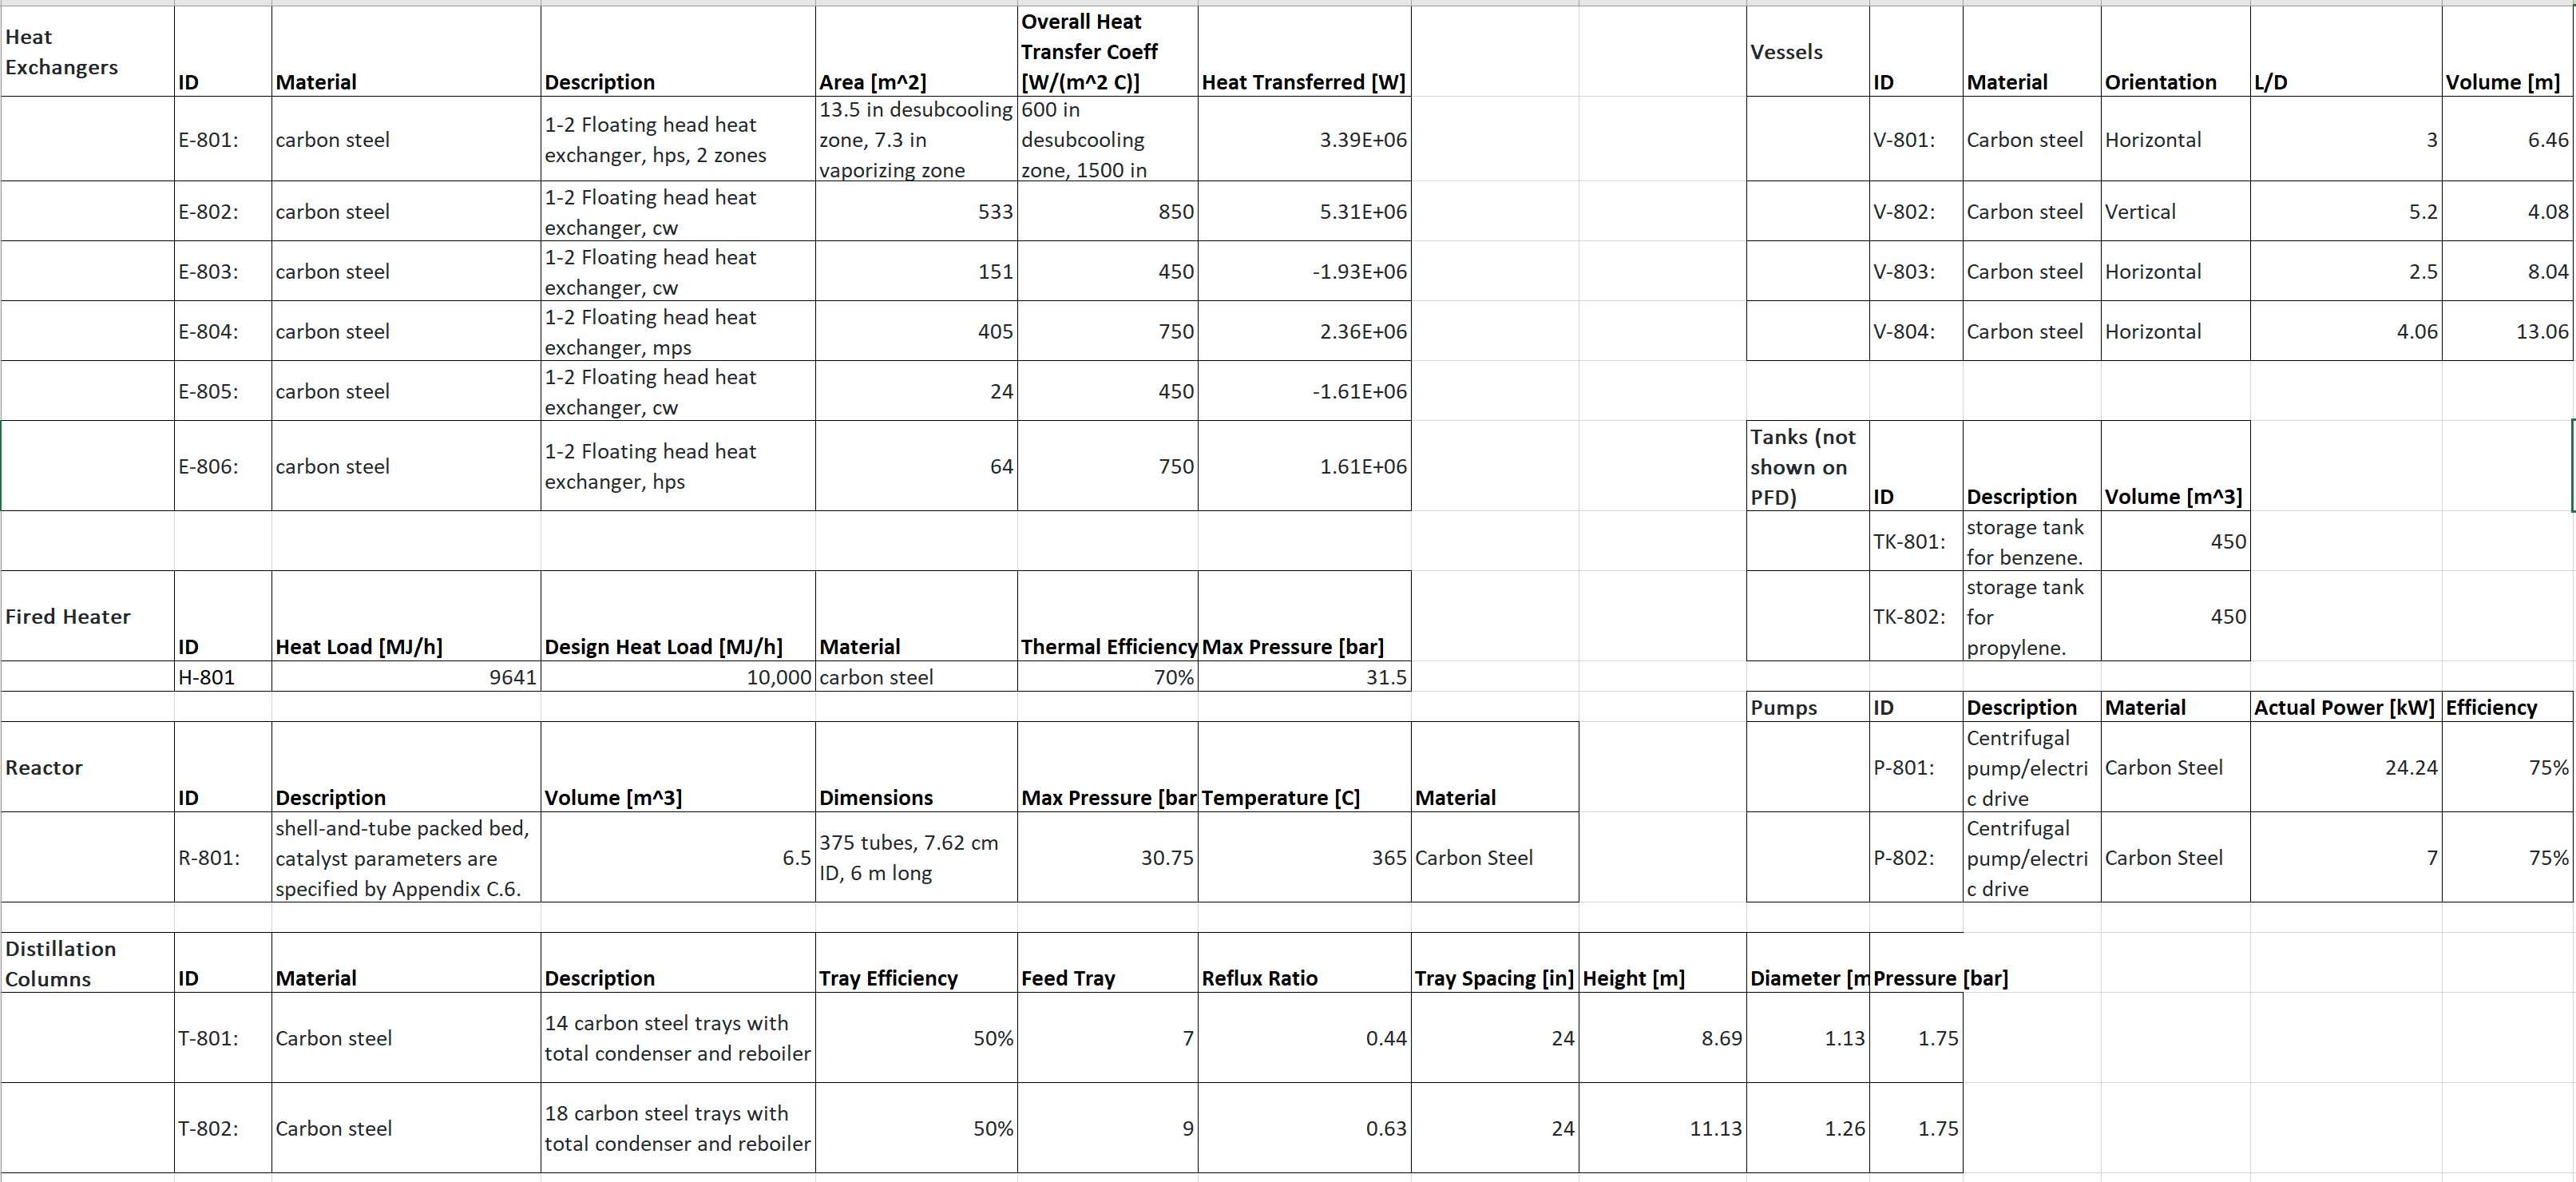 Heat
Exchangers
ID
Material
Description
Area [m^2]
Overall Heat
Transfer Coeff
[W/(m^2 C)]
Heat Transferred [W]
E-801:
carbon steel
1-2 Floating head heat
exchanger, hps, 2 zones
13.5 in desubcooling
zone, 7.3 in
vaporizing zone
600 in
desubcooling
zone, 1500 in
3.39E+06
E-802:
carbon steel
1-2 Floating head heat
exchanger, cw
533
850
5.31E+06
E-803:
carbon steel
1-2 Floating head heat
exchanger, cw
151
450
-1.93E+06
E-804:
carbon steel
1-2 Floating head heat
exchanger, mps
405
750
2.36E+06
E-805:
carbon steel
1-2 Floating head heat
exchanger, cw
24
450
-1.61E+06
E-806:
carbon steel
1-2 Floating head heat
exchanger, hps
64
750
1.61E+06
Vessels
ID
Material
Orientation
L/D
Volume [m]
V-801:
Carbon steel
Horizontal
3
6.46
V-802:
Carbon steel
Vertical
5.2
4.08
V-803:
Carbon steel
Horizontal
2.5
8.04
V-804:
Carbon steel
Horizontal
4.06
13.06
Tanks (not
shown on
PFD)
ID
Description
Volume [m^3]
TK-801:
storage tank
for benzene.
450
TK-802:
storage tank
for
propylene.
450
Fired Heater
ID
Heat Load [MJ/h]
Design Heat Load [MJ/h]
Material
Thermal Efficiency
Max Pressure [bar]
H-801
9641
10,000
carbon steel
70%
31.5
Pumps
ID
Description
Material
Actual Power [kW]
Efficiency
P-801:
Centrifugal
pump/electri
c drive
Carbon Steel
24.24
75%
P-802:
Centrifugal
pump/electri
c drive
Carbon Steel
7
75%
Reactor
ID
Description
Volume [m^3]
Dimensions
Max Pressure [bar
Temperature [C]
Material
R-801:
shell-and-tube packed bed,
catalyst parameters are
specified by Appendix C.6.
6.5
375 tubes, 7.62 cm
ID, 6 m long
30.75
365
Carbon Steel
Distillation
Columns
ID
Material
Description
Tray Efficiency
Feed Tray
Reflux Ratio
Tray Spacing [in]
Height [m]
Diameter [m
Pressure [bar]
T-801:
Carbon steel
14 carbon steel trays with
total condenser and reboiler
50%
7
0.44
24
8.69
1.13
1.75
T-802:
Carbon steel
18 carbon steel trays with
total condenser and reboiler
50%
9
0.63
24
11.13
1.26
1.75